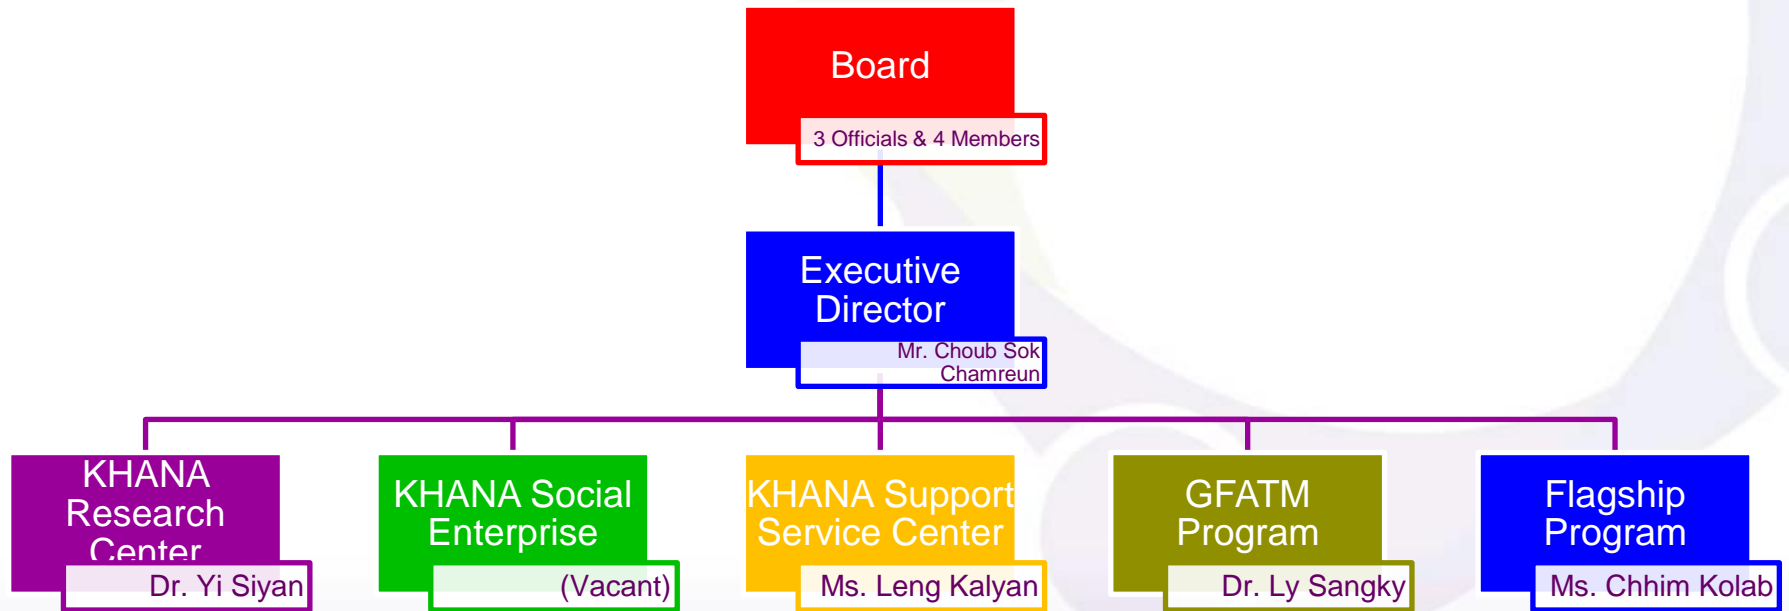 Board
3 Officials & 4 Members
Executive
Director
Mr. Choub Sok
Chamreun
KHANA
Research
Center
Dr. Yi Siyan
KHANA Social
Enterprise
(Vacant)
KHANA Support
Service Center
Ms. Leng Kalyan
GFATM
Program
Dr. Ly Sangky
Flagship
Program
Ms. Chhim Kolab